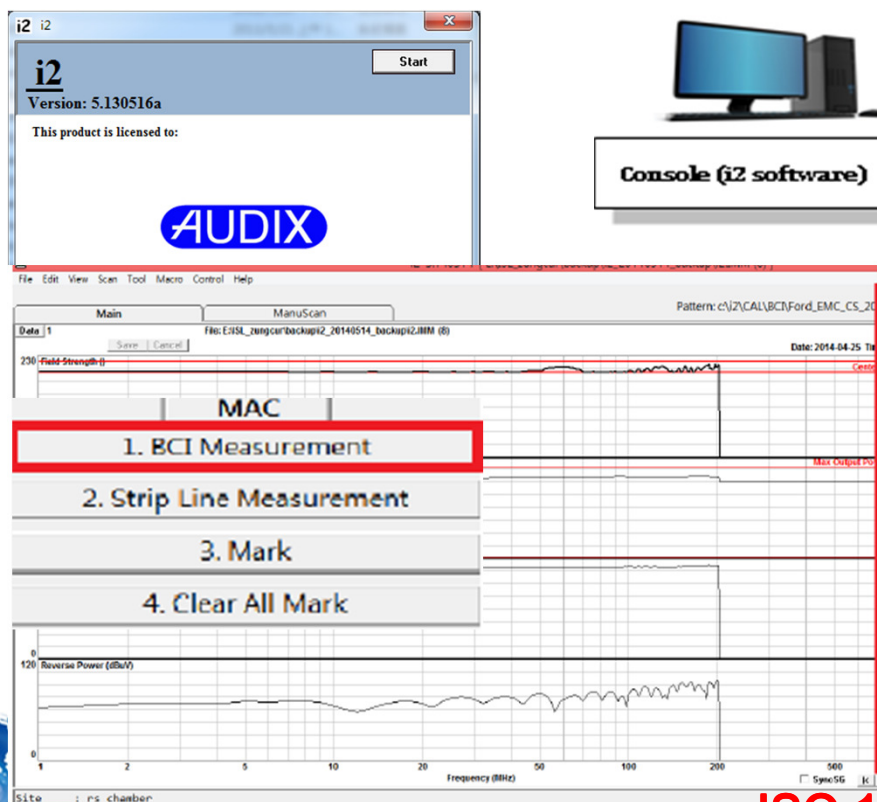 i2 i2
Start
i2
Version: 5.130516a
This product is licensed to:
AUDIX
Console (i2 software)
File Edit View Scan Tool Macro Control Help
Main
ManuScan
Pattern: c:\i2\CAL\BCI\Ford_EMC_CS_20
Data 1
Save Cancel
Date: 2014-04-25
230 Field Strength ()
MAC
1. BCI Measurement
Max Output Po
2. Strip Line Measurement
3. Mark
4. Clear All Mark
0
120 Reverse Power (dBuV)
0
1 2 5 10 20 50 100 200 500
Frequency (MHz)
SyncSG
Site : rs chamber